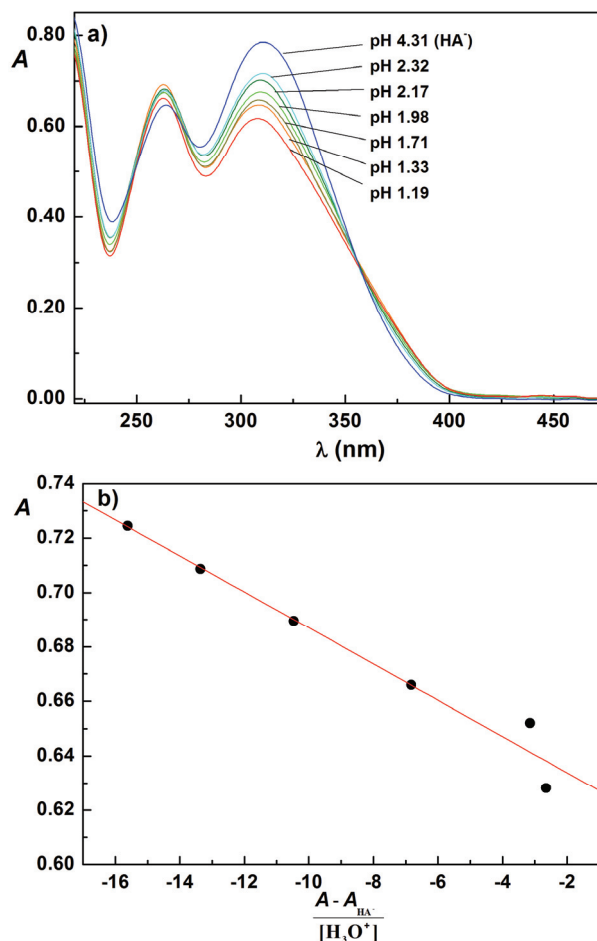 0.80
a)
A
0.60
0.40
0.20
0.00
pH 4.31 (HA⁻)
pH 2.32
pH 2.17
pH 1.98
pH 1.71
pH 1.33
pH 1.19
250 300 350 400 450
λ (nm)
0.74
b)
A
0.72
0.70
0.68
0.66
0.64
0.62
0.60
-16 -14 -12 -10 -8 -6 -4 -2
A - A HA⁻
[H₃O⁺]